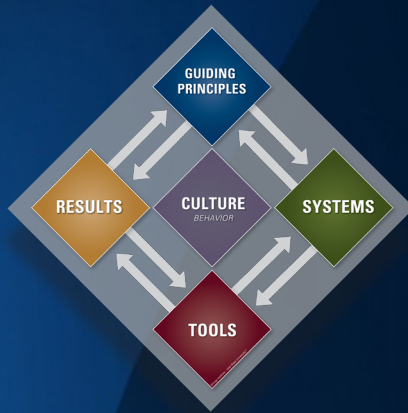 GUIDING
PRINCIPLES
RESULTS
CULTURE
BEHAVIOR
SYSTEMS
TOOLS